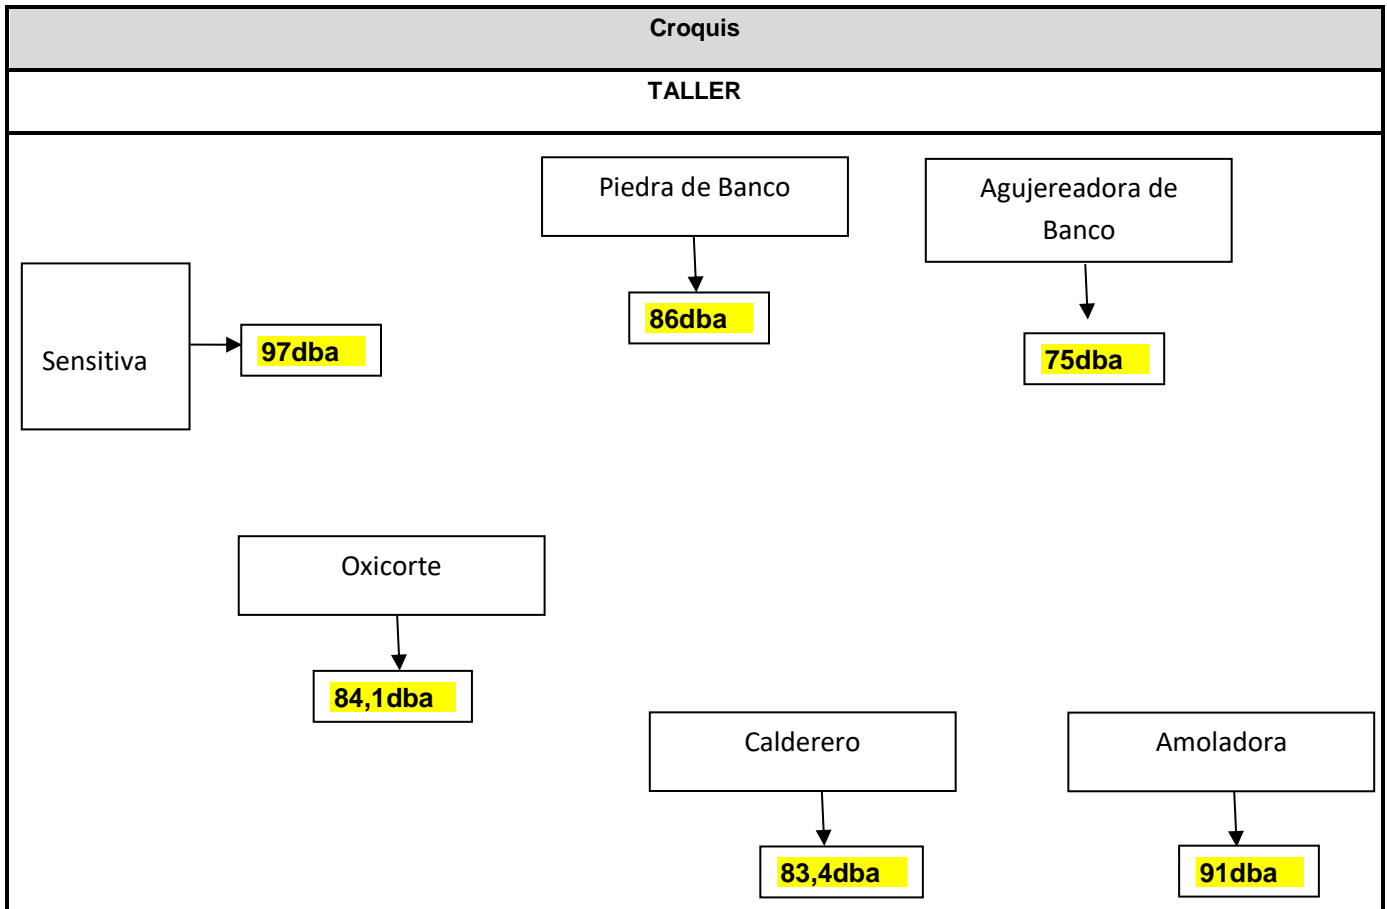 Croquis
TALLER
Piedra de Banco
Agujereadora de
Banco
86dba
Sensitiva
97dba
75dba
Oxicorte
84,1dba
Calderero
Amoladora
83,4dba
91dba